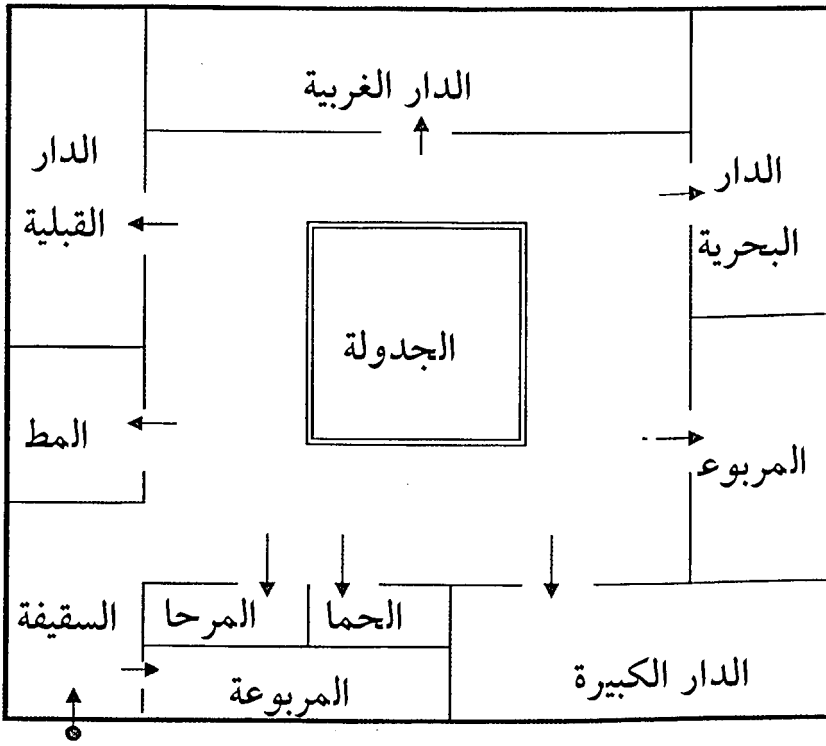 الدار الغربية
الدار
البحرية
الدار
القبلية
الجدولة
المربوع
المط
المرحا
الحما
السقيفة
المربوعة
الدار الكبيرة